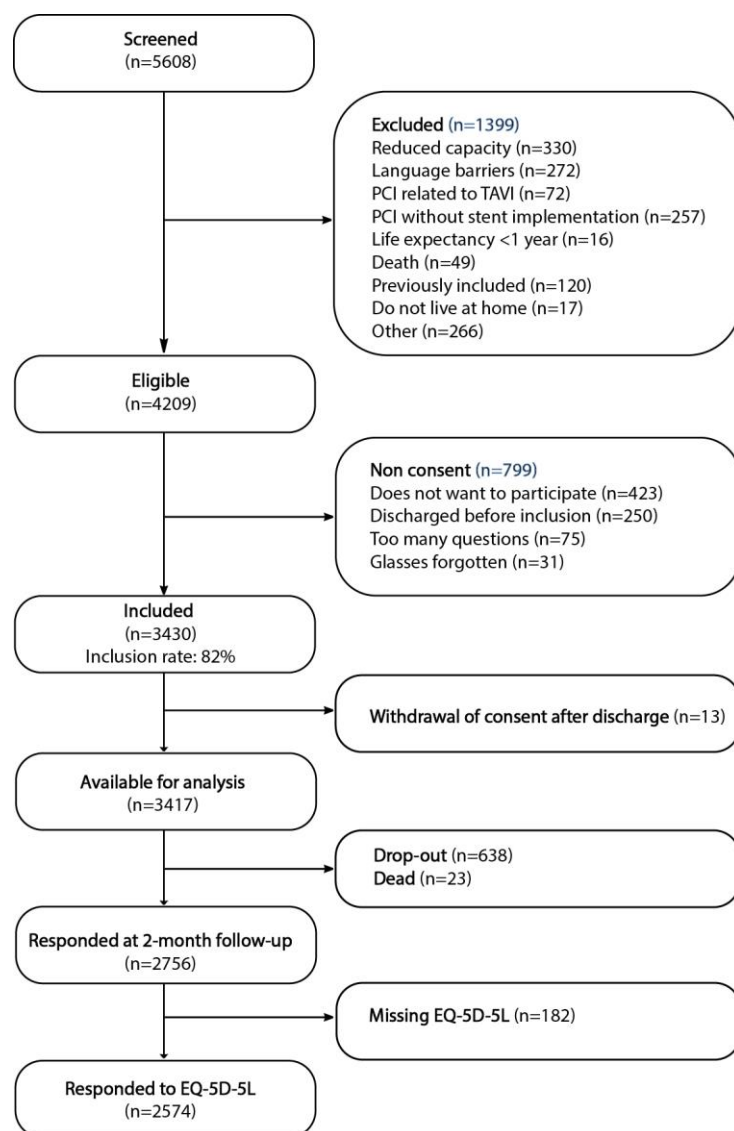 Screened
(n=5608)
Excluded (n=1399)
Reduced capacity (n=330)
Language barriers (n=272)
PCI related to TAVI (n=72)
PCI without stent implementation (n=257)
Life expectancy <1 year (n=16)
Death (n=49)
Previously included (n=120)
Do not live at home (n=17)
Other (n=266)
Eligible
(n=4209)
Non consent (n=799)
Does not want to participate (n=423)
Discharged before inclusion (n=250)
Too many questions (n=75)
Glasses forgotten (n=31)
Included
(n=3430)
Inclusion rate: 82%
Withdrawal of consent after discharge (n=13)
Available for analysis
(n=3417)
Drop-out (n=638)
Dead (n=23)
Responded at 2-month follow-up
(n=2756)
Missing EQ-5D-5L (n=182)
Responded to EQ-5D-5L
(n=2574)